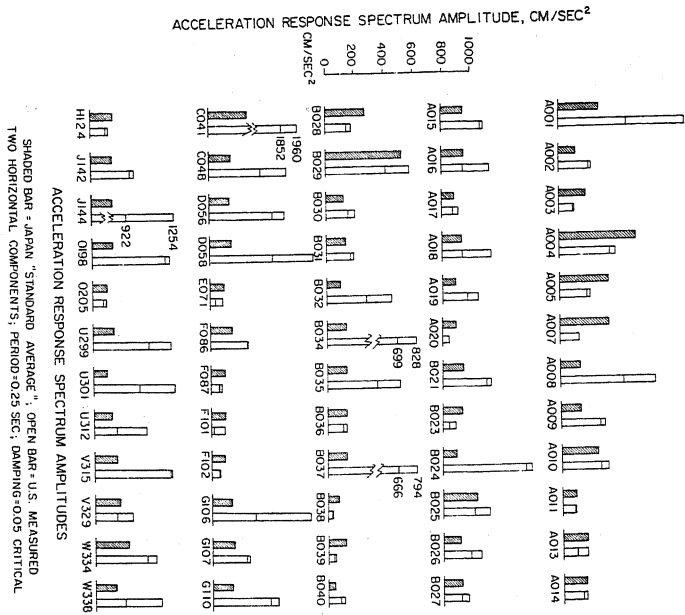 ACCELERATION RESPONSE SPECTRUM AMPLITUDE, CM/SEC²
CM/SEC²
0 200 400 600 800 1000
A001 A002 A003 A004 A005 A007 A008 A009 A010 A011 A013 A014
A015 A016 A017 A018 A019 A020 B021 B023 B024 B025 B026 B027
699 828 666 794
B028 B029 B030 B031 B032 B034 B035 B036 B037 B038 B039 B040
1852 1960
C041 C048 D056 D058 E071 F086 F087 F101 F102 G106 G107 G110
922 1254
H124 J142 J144 O198 O205 U299 U301 U312 V315 V329 W334 W338
ACCELERATION RESPONSE SPECTRUM AMPLITUDES
SHADED BAR = JAPAN "STANDARD AVERAGE"; OPEN BAR = U.S. MEASURED
TWO HORIZONTAL COMPONENTS; PERIOD=0.25 SEC; DAMPING=0.05 CRITICAL